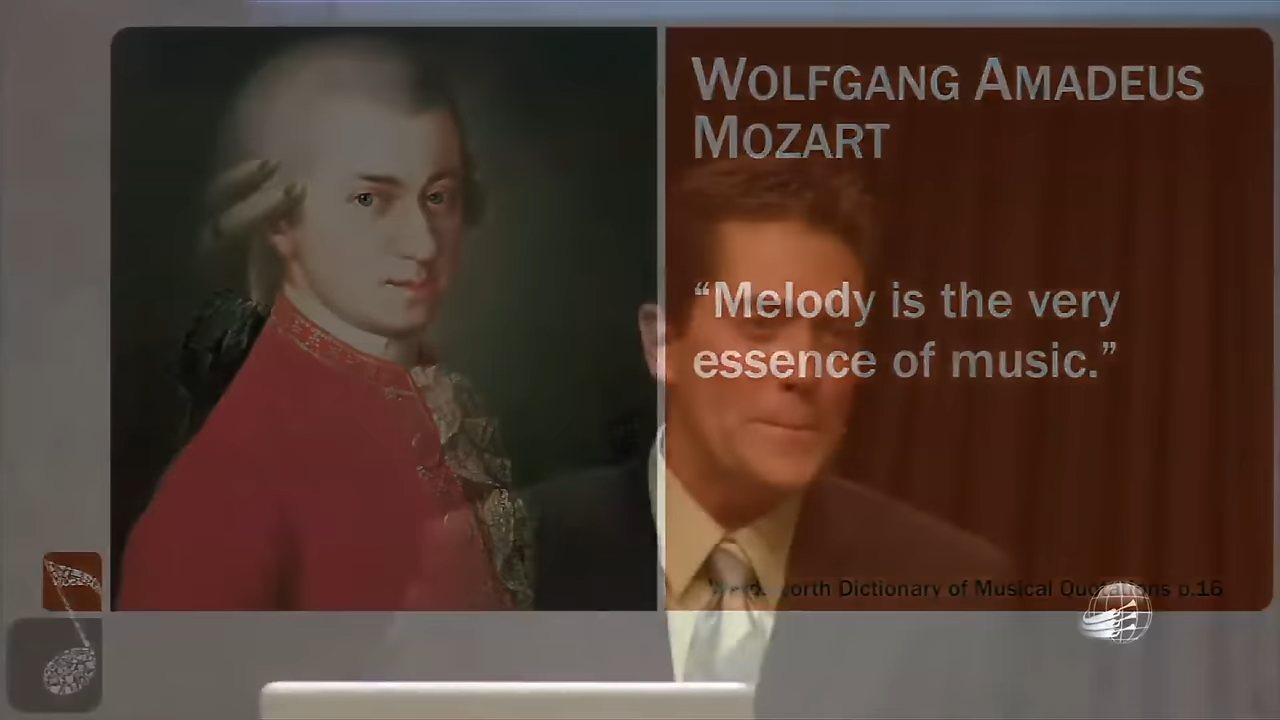 WOLFGANG AMADEUS
MOZART
“Melody is the very
essence of music.”
Dictionary of Musical Quotations p.16